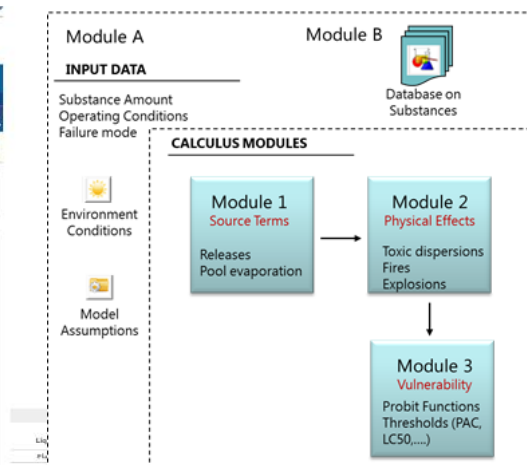 Module A
INPUT DATA
Substance Amount
Operating Conditions
Failure mode
Environment
Conditions
Model
Assumptions
Module B
Database on
Substances
CALCULUS MODULES
Module 1
Source Terms
Releases
Pool evaporation
Module 2
Physical Effects
Toxic dispersions
Fires
Explosions
Module 3
Vulnerability
Probit Functions
Thresholds (PAC,
LC50,....)